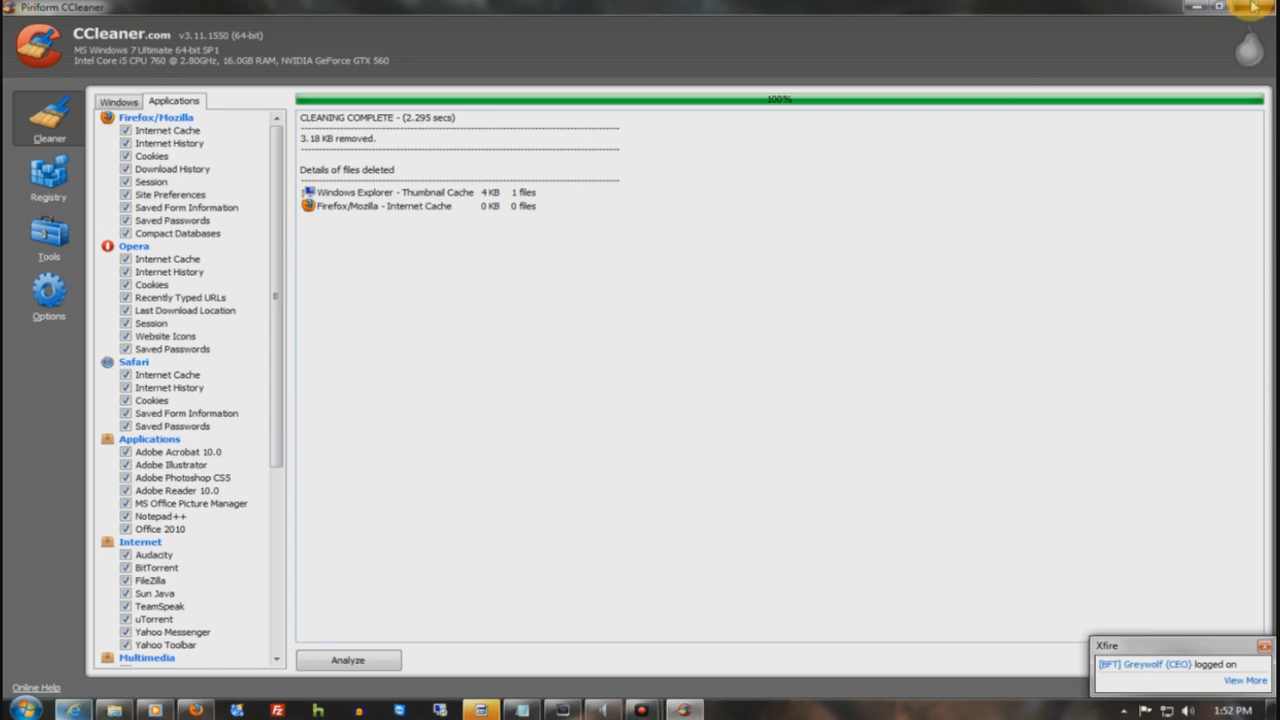 Piriform CCleaner
CCleaner.com v3.11.1550 (64-bit)
MS Windows 7 Ultimate 64-bit SP1
Intel Core i5 CPU 760 @ 2.80GHz, 16.0GB RAM, NVIDIA GeForce GTX 560
Cleaner
Registry
Tools
Options
Online Help
Windows
Applications
Firefox/Mozilla
Internet Cache
Internet History
Cookies
Download History
Session
Site Preferences
Saved Form Information
Saved Passwords
Compact Databases
Opera
Internet Cache
Internet History
Cookies
Recently Typed URLs
Last Download Location
Session
Website Icons
Saved Passwords
Safari
Internet Cache
Internet History
Cookies
Saved Form Information
Saved Passwords
Applications
Adobe Acrobat 10.0
Adobe Illustrator
Adobe Photoshop CS5
Adobe Reader 10.0
MS Office Picture Manager
Notepad++
Office 2010
Internet
Audacity
BitTorrent
FileZilla
Sun Java
TeamSpeak
uTorrent
Yahoo Messenger
Yahoo Toolbar
Multimedia
100%
CLEANING COMPLETE - (2.295 secs)
3.18 KB removed.
Details of files deleted
Windows Explorer - Thumbnail Cache 4 KB 1 files
Firefox/Mozilla - Internet Cache 0 KB 0 files
Analyze
Xfire
[BFT] Greywolf {CEO} logged on
View More
1:52 PM